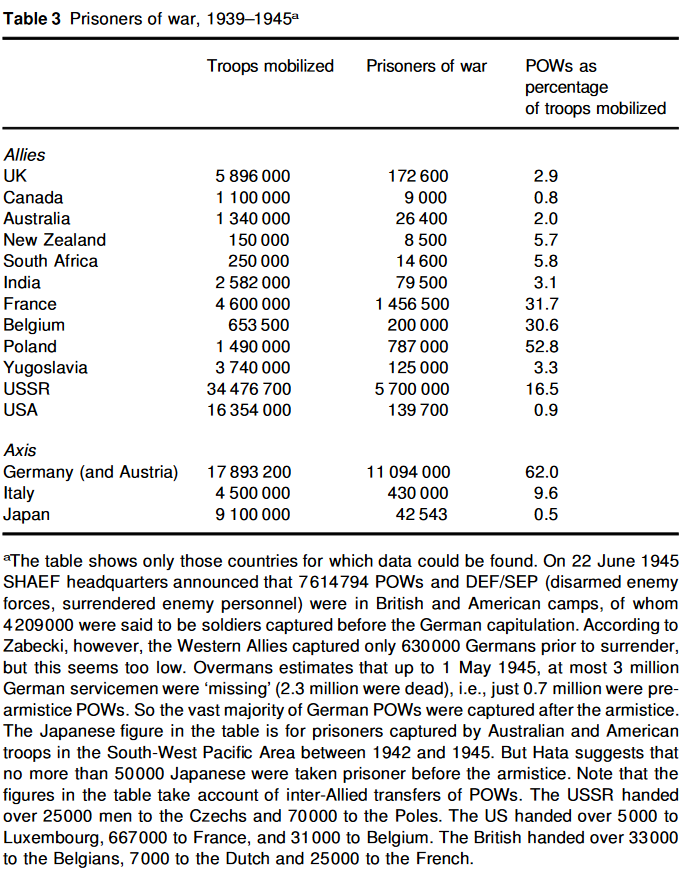 Table 3 Prisoners of war, 1939–1945a
Troops mobilized Prisoners of war POWs as
percentage
of troops mobilized
Allies
UK 5 896 000 172 600 2.9
Canada 1 100 000 9 000 0.8
Australia 1 340 000 26 400 2.0
New Zealand 150 000 8 500 5.7
South Africa 250 000 14 600 5.8
India 2 582 000 79 500 3.1
France 4 600 000 1 456 500 31.7
Belgium 653 500 200 000 30.6
Poland 1 490 000 787 000 52.8
Yugoslavia 3 740 000 125 000 3.3
USSR 34 476 700 5 700 000 16.5
USA 16 354 000 139 700 0.9
Axis
Germany (and Austria) 17 893 200 11 094 000 62.0
Italy 4 500 000 430 000 9.6
Japan 9 100 000 42 543 0.5
aThe table shows only those countries for which data could be found. On 22 June 1945
SHAEF headquarters announced that 7614794 POWs and DEF/SEP (disarmed enemy
forces, surrendered enemy personnel) were in British and American camps, of whom
4209000 were said to be soldiers captured before the German capitulation. According to
Zabecki, however, the Western Allies captured only 630000 Germans prior to surrender,
but this seems too low. Overmans estimates that up to 1 May 1945, at most 3 million
German servicemen were ‘missing’ (2.3 million were dead), i.e., just 0.7 million were pre-
armistice POWs. So the vast majority of German POWs were captured after the armistice.
The Japanese figure in the table is for prisoners captured by Australian and American
troops in the South-West Pacific Area between 1942 and 1945. But Hata suggests that
no more than 50000 Japanese were taken prisoner before the armistice. Note that the
figures in the table take account of inter-Allied transfers of POWs. The USSR handed
over 25000 men to the Czechs and 70000 to the Poles. The US handed over 5000 to
Luxembourg, 667000 to France, and 31000 to Belgium. The British handed over 33000
to the Belgians, 7000 to the Dutch and 25000 to the French.